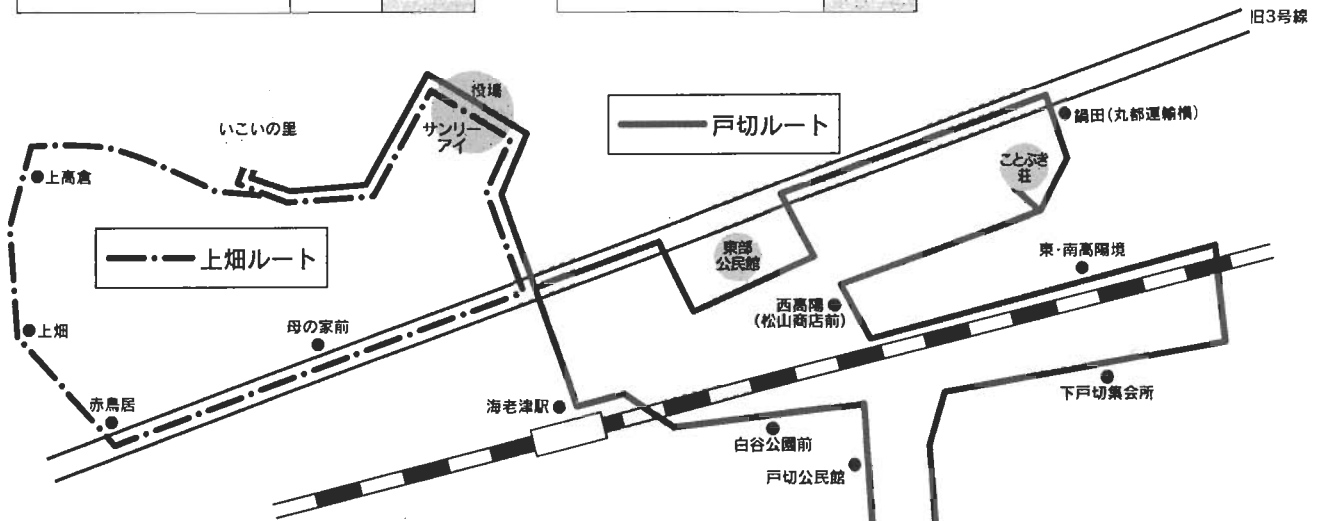 旧3号線
役場
サンリー
アイ
いこいの里
戸切ルート
鍋田(丸都運輸横)
ことぶき
荘
上高倉
上畑ルート
東部
公民館
東・南高陽境
西高陽
(松山商店前)
上畑
母の家前
赤鳥居
海老津駅
下戸切集会所
白谷公園前
戸切公民館